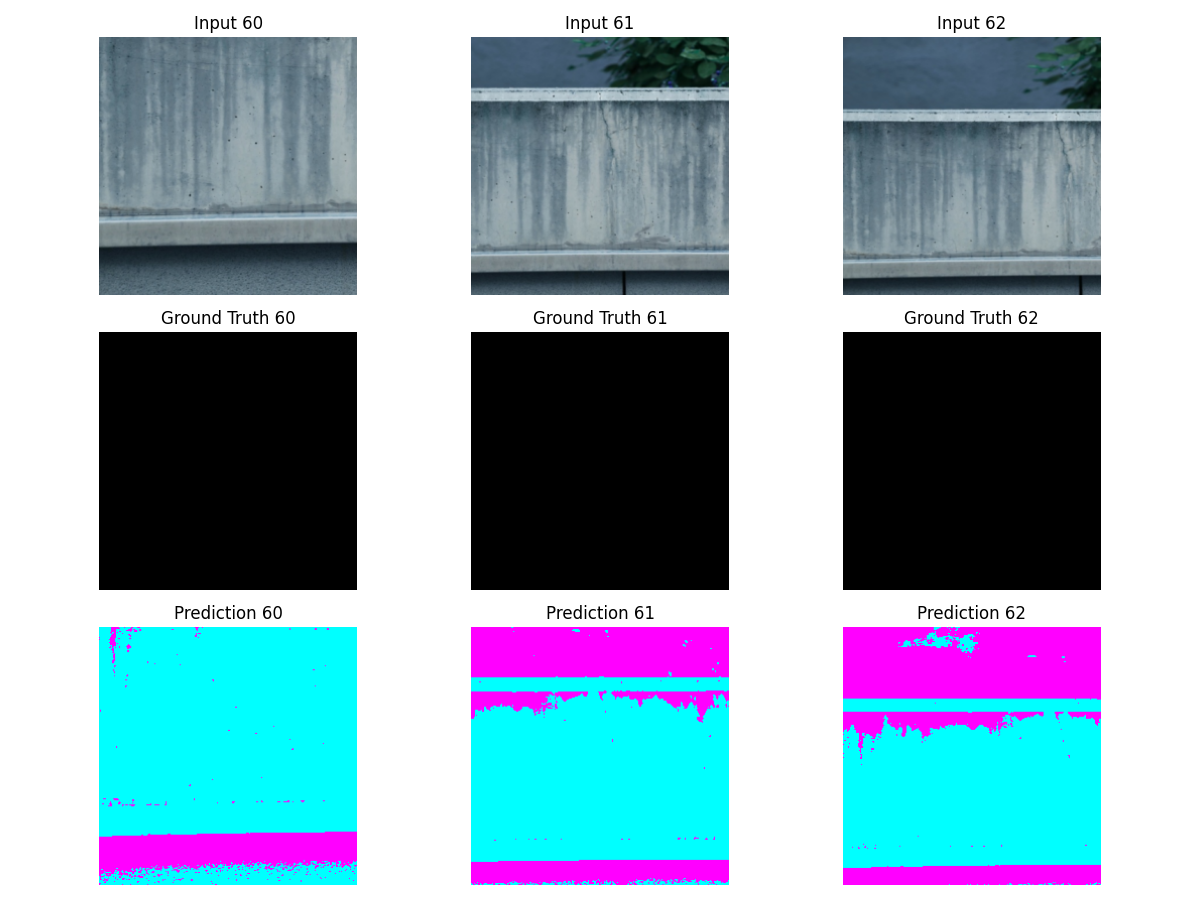 Input 60
Input 61
Input 62
Ground Truth 60
Ground Truth 61
Ground Truth 62
Prediction 60
Prediction 61
Prediction 62